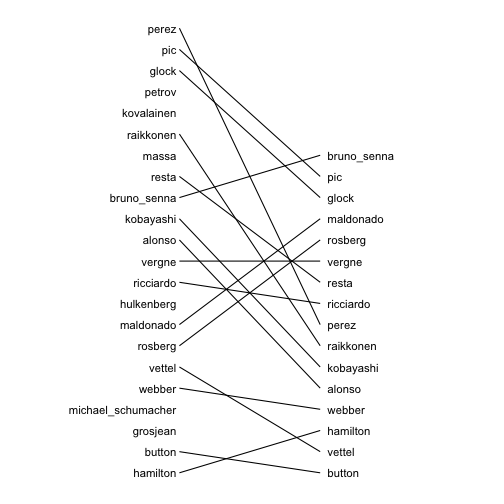 perez
pic
glock
petrov
kovalainen
raikkonen
massa bruno_senna
resta pic
bruno_senna glock
kobayashi maldonado
alonso rosberg
vergne vergne
ricciardo resta
hulkenberg ricciardo
maldonado perez
rosberg raikkonen
vettel kobayashi
webber alonso
michael_schumacher webber
grosjean hamilton
button vettel
hamilton button